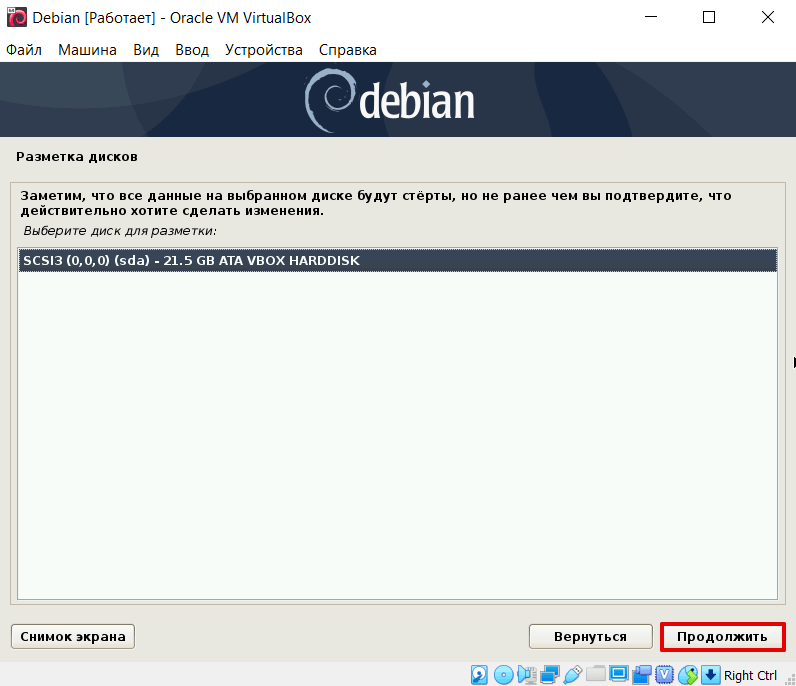 Debian [Работает] - Oracle VM VirtualBox
Файл Машина Вид Ввод Устройства Справка
debian
Разметка дисков
Заметим, что все данные на выбранном диске будут стёрты, но не ранее чем вы подтвердите, что
действительно хотите сделать изменения.
Выберите диск для разметки:
SCSI3 (0,0,0) (sda) - 21.5 GB ATA VBOX HARDDISK
Снимок экрана Вернуться Продолжить
Right Ctrl